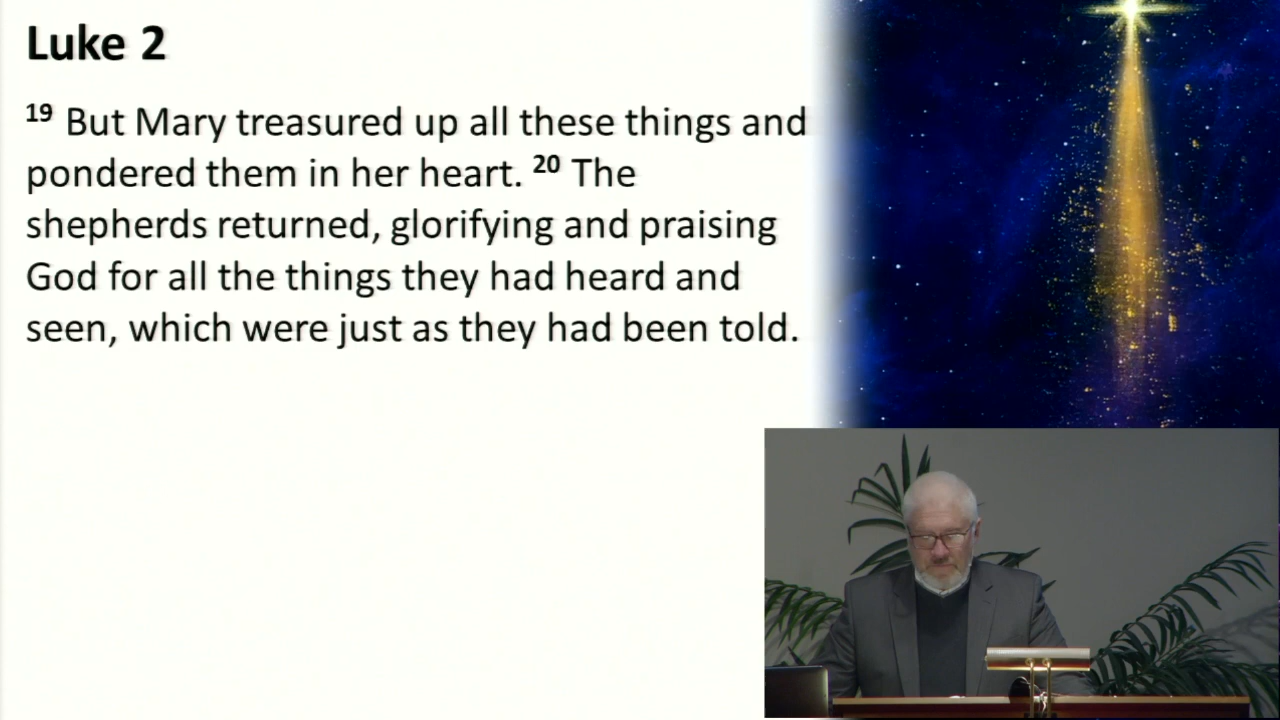 Luke 2
19 But Mary treasured up all these things and
pondered them in her heart. 20 The
shepherds returned, glorifying and praising
God for all the things they had heard and
seen, which were just as they had been told.